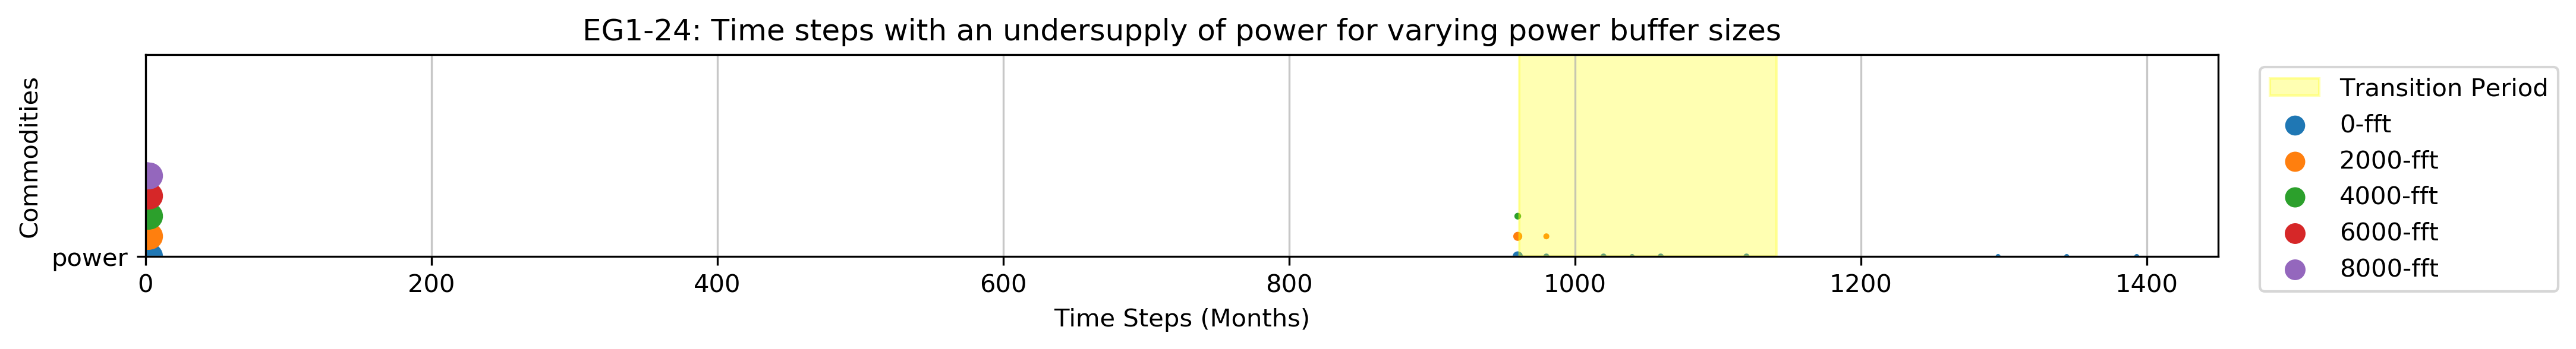 EG1-24: Time steps with an undersupply of power for varying power buffer sizes
Commodities
power
0 200 400 600 800 1000 1200 1400
Time Steps (Months)
Transition Period
0-fft
2000-fft
4000-fft
6000-fft
8000-fft